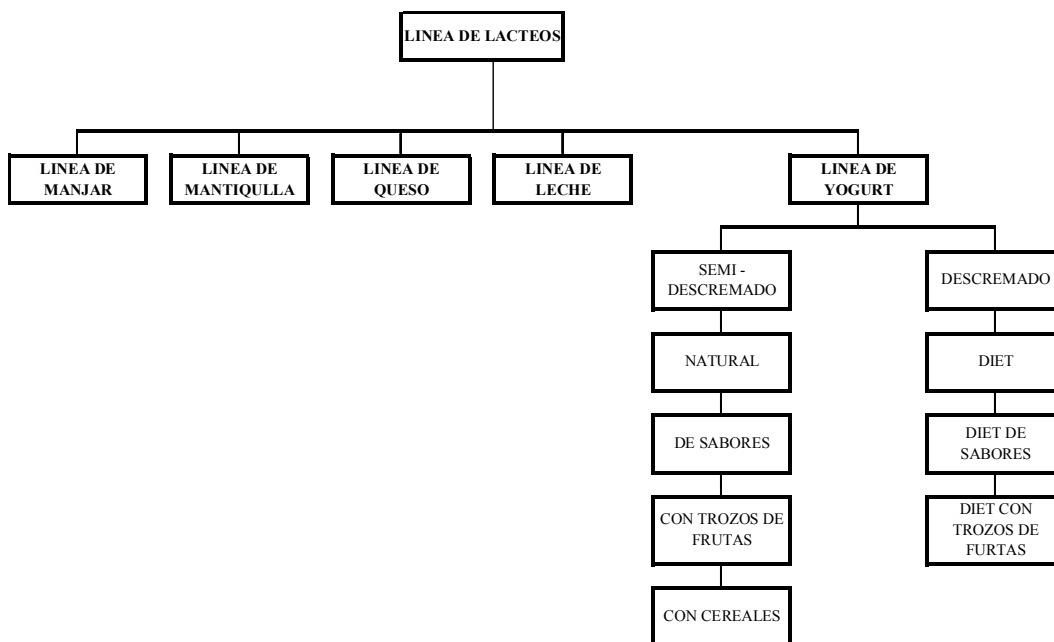 LINEA DE LACTEOS
LINEA DE
MANJAR
LINEA DE
MANTIQULLA
LINEA DE
QUESO
LINEA DE
LECHE
LINEA DE
YOGURT
SEMI -
DESCREMADO
NATURAL
DE SABORES
CON TROZOS DE
FRUTAS
CON CEREALES
DESCREMADO
DIET
DIET DE
SABORES
DIET CON
TROZOS DE
FURTAS